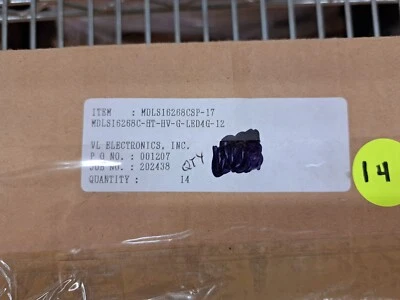 ITEM : MDLS16268CSP-17
MDLS16268C-HT-HV-G-LED4G-12
VL ELECTRONICS, INC.
P O NO. : 001207
JOB NO. : 202438
QTY
QUANTITY : 14
14